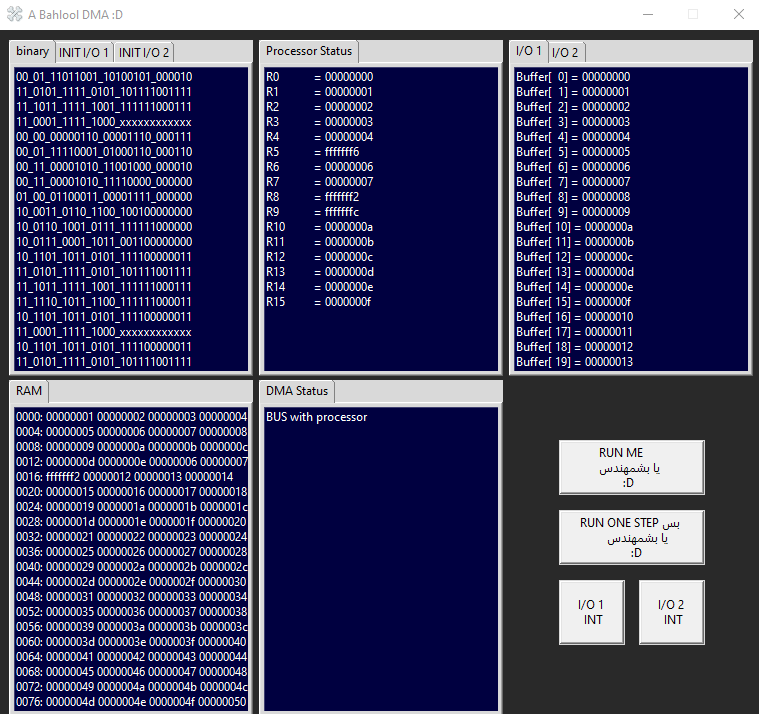 A Bahlool DMA :D
binary INIT I/O 1 INIT I/O 2
00_01_11011001_10100101_000010
11_0101_1111_0101_101111001111
11_1011_1111_1001_111111000111
11_0001_1111_1000_xxxxxxxxxxxx
00_00_00000110_00001110_000111
00_01_11110001_01000110_000110
00_11_00001010_11001000_000010
00_11_00001010_11110000_000000
01_00_01100011_00001111_000000
10_0011_0110_1100_100100000000
10_0110_1001_0111_111111000000
10_0111_0001_1011_001100000000
10_1101_1011_0101_111100000011
11_0101_1111_0101_101111001111
11_1011_1111_1001_111111000111
11_1110_1011_1100_111111000011
10_1101_1011_0101_111100000011
11_0001_1111_1000_xxxxxxxxxxxx
10_1101_1011_0101_111100000011
11_0101_1111_0101_101111001111
Processor Status
R0 = 00000000
R1 = 00000001
R2 = 00000002
R3 = 00000003
R4 = 00000004
R5 = fffffff6
R6 = 00000006
R7 = 00000007
R8 = fffffff2
R9 = fffffffc
R10 = 0000000a
R11 = 0000000b
R12 = 0000000c
R13 = 0000000d
R14 = 0000000e
R15 = 0000000f
I/O 1 I/O 2
Buffer[ 0] = 00000000
Buffer[ 1] = 00000001
Buffer[ 2] = 00000002
Buffer[ 3] = 00000003
Buffer[ 4] = 00000004
Buffer[ 5] = 00000005
Buffer[ 6] = 00000006
Buffer[ 7] = 00000007
Buffer[ 8] = 00000008
Buffer[ 9] = 00000009
Buffer[ 10] = 0000000a
Buffer[ 11] = 0000000b
Buffer[ 12] = 0000000c
Buffer[ 13] = 0000000d
Buffer[ 14] = 0000000e
Buffer[ 15] = 0000000f
Buffer[ 16] = 00000010
Buffer[ 17] = 00000011
Buffer[ 18] = 00000012
Buffer[ 19] = 00000013
RAM
0000: 00000001 00000002 00000003 00000004
0004: 00000005 00000006 00000007 00000008
0008: 00000009 0000000a 0000000b 0000000c
0012: 0000000d 0000000e 00000006 00000007
0016: fffffff2 00000012 00000013 00000014
0020: 00000015 00000016 00000017 00000018
0024: 00000019 0000001a 0000001b 0000001c
0028: 0000001d 0000001e 0000001f 00000020
0032: 00000021 00000022 00000023 00000024
0036: 00000025 00000026 00000027 00000028
0040: 00000029 0000002a 0000002b 0000002c
0044: 0000002d 0000002e 0000002f 00000030
0048: 00000031 00000032 00000033 00000034
0052: 00000035 00000036 00000037 00000038
0056: 00000039 0000003a 0000003b 0000003c
0060: 0000003d 0000003e 0000003f 00000040
0064: 00000041 00000042 00000043 00000044
0068: 00000045 00000046 00000047 00000048
0072: 00000049 0000004a 0000004b 0000004c
0076: 0000004d 0000004e 0000004f 00000050
DMA Status
BUS with processor
RUN ME
يا بشمهندس
:D
RUN ONE STEP بس
يا بشمهندس
:D
I/O 1
INT
I/O 2
INT